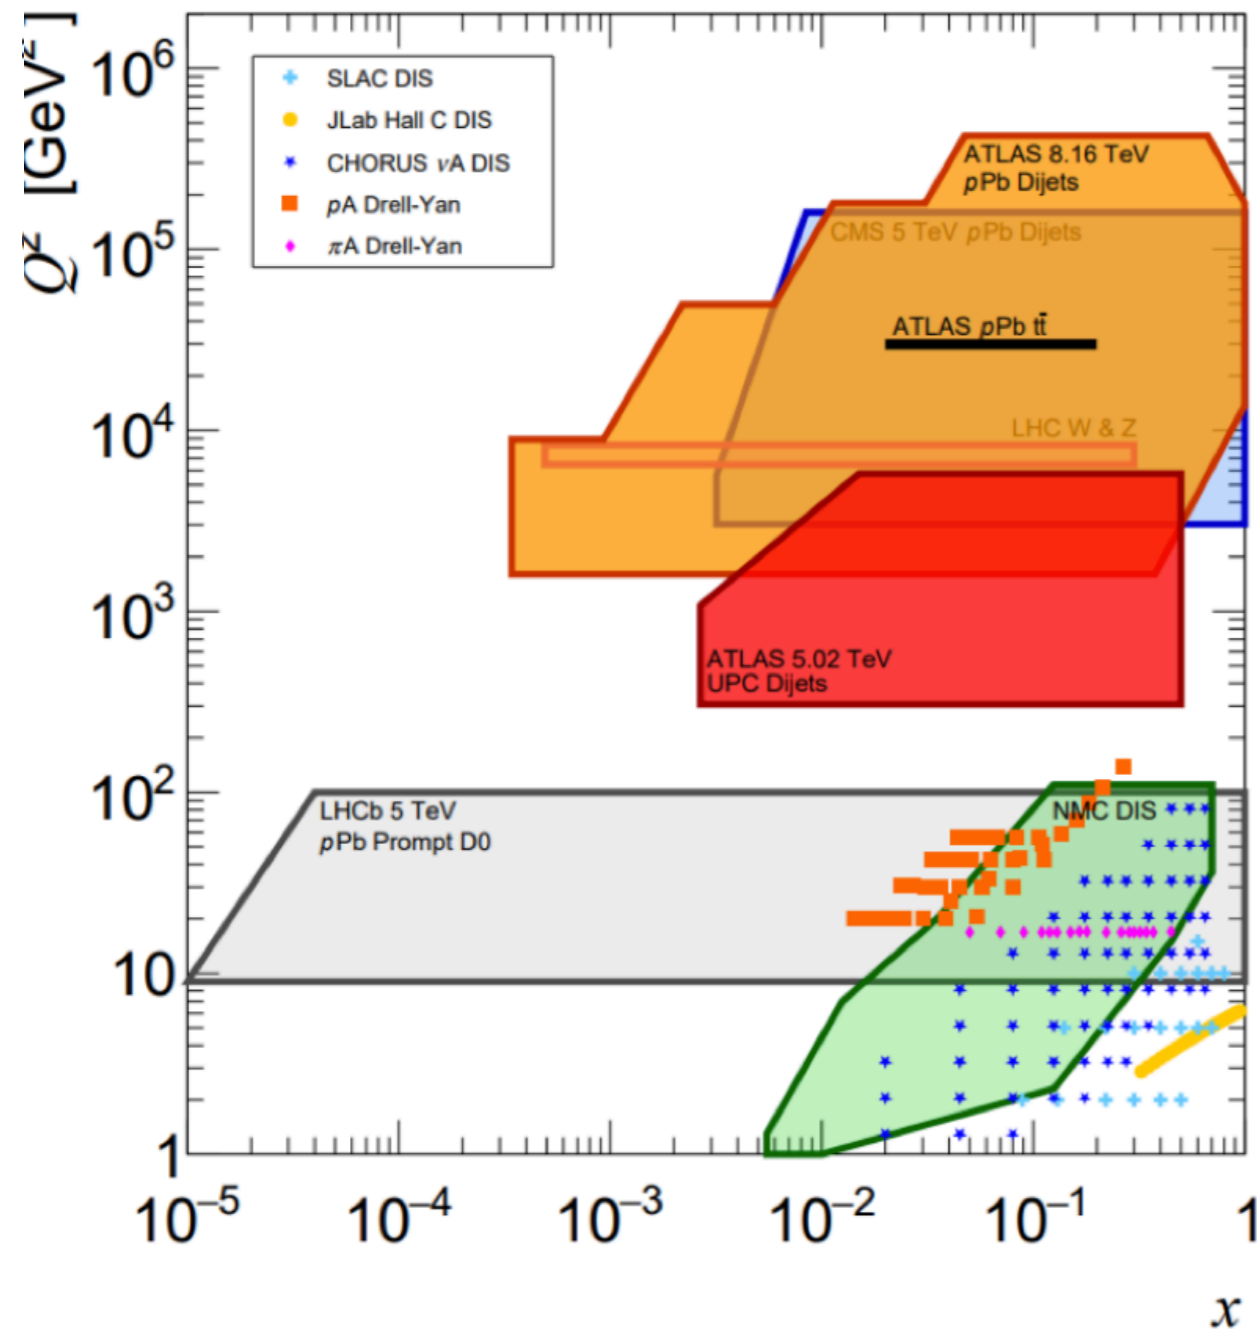 Q² [GeV²]
10⁶
10⁵
10⁴
10³
10²
10
1
SLAC DIS
JLab Hall C DIS
CHORUS νA DIS
pA Drell-Yan
πA Drell-Yan
ATLAS 8.16 TeV
pPb Dijets
CMS 5 TeV pPb Dijets
ATLAS pPb tt̄
LHC W & Z
ATLAS 5.02 TeV
UPC Dijets
LHCb 5 TeV
pPb Prompt D0
NMC DIS
10⁻⁵ 10⁻⁴ 10⁻³ 10⁻² 10⁻¹ 1
x